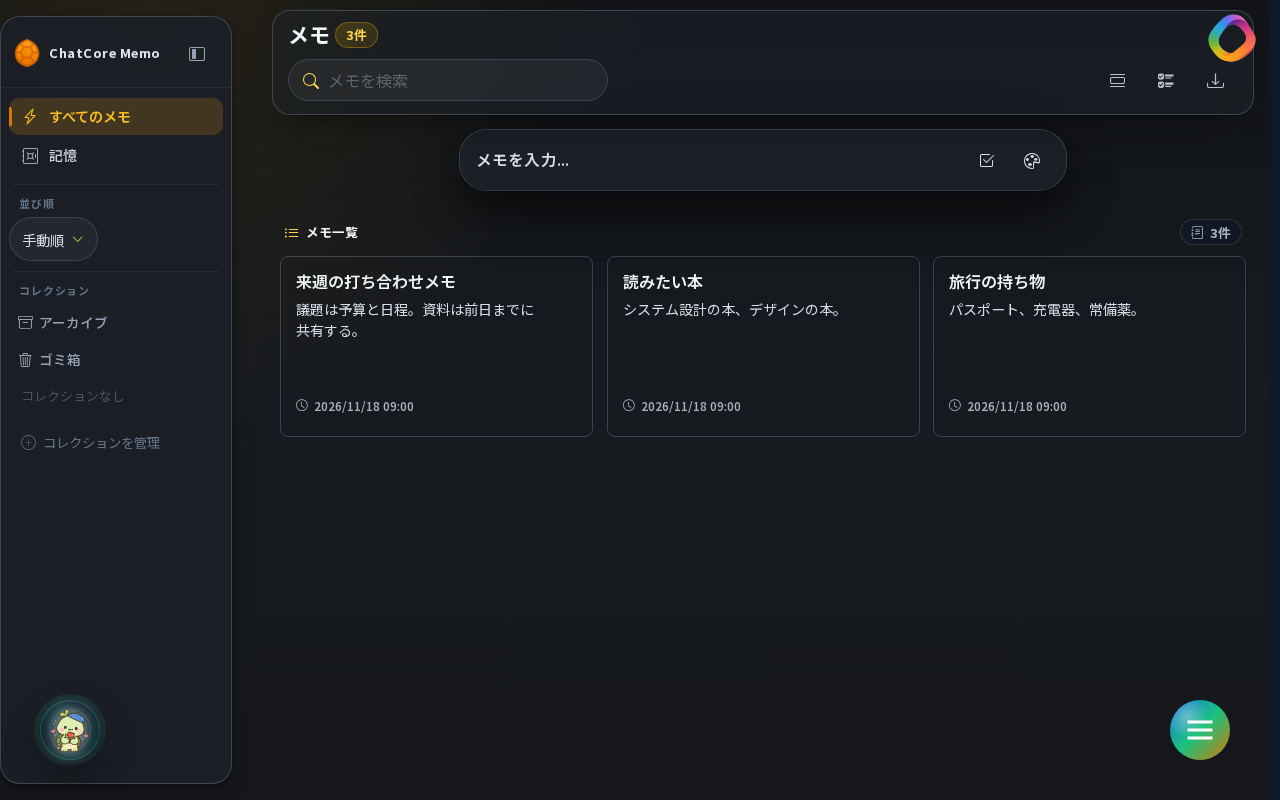 ChatCore Memo
すべてのメモ
記憶
並び順
手動順
コレクション
アーカイブ
ゴミ箱
コレクションなし
コレクションを管理
メモ 3件
メモを検索
メモを入力...
メモ一覧
3件
来週の打ち合わせメモ
議題は予算と日程。資料は前日までに
共有する。
2026/11/18 09:00
読みたい本
システム設計の本、デザインの本。
2026/11/18 09:00
旅行の持ち物
パスポート、充電器、常備薬。
2026/11/18 09:00